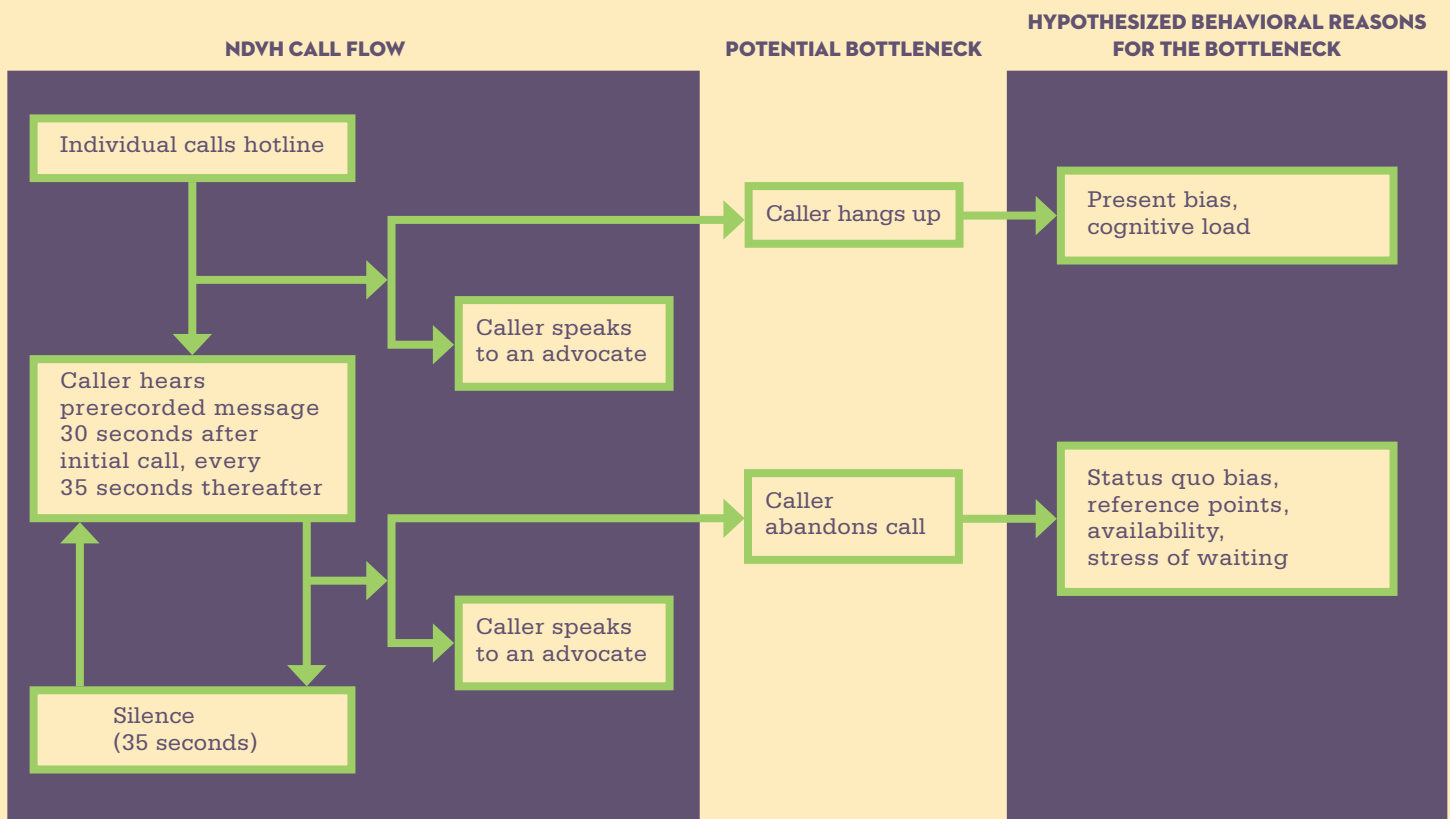 NDVH CALL FLOW
POTENTIAL BOTTLENECK
HYPOTHESIZED BEHAVIORAL REASONS
FOR THE BOTTLENECK
Individual calls hotline
Caller hangs up
Present bias,
cognitive load
Caller speaks
to an advocate
Caller hears
prerecorded message
30 seconds after
initial call, every
35 seconds thereafter
Caller
abandons call
Status quo bias,
reference points,
availability,
stress of waiting
Caller speaks
to an advocate
Silence
(35 seconds)